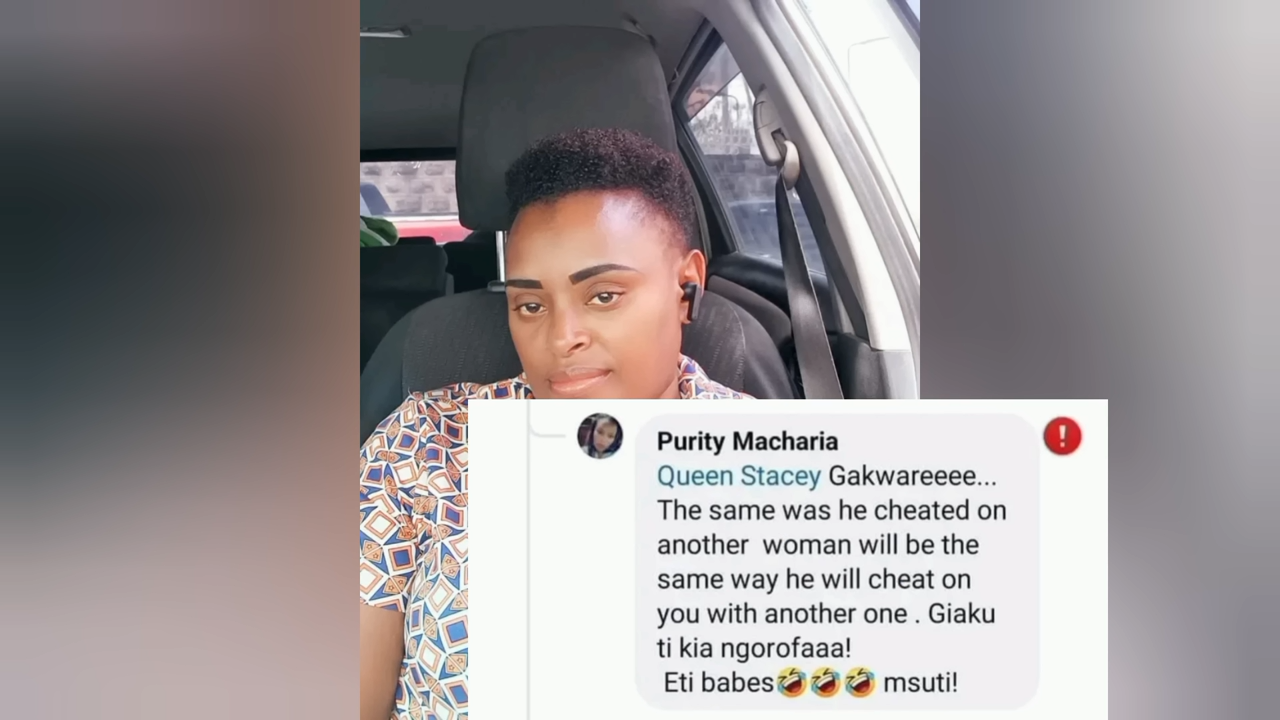 Purity Macharia
Queen Stacey Gakwareeee...
The same was he cheated on
another woman will be the
same way he will cheat on
you with another one . Giaku
ti kia ngorofaaa!
Eti babes🤣🤣🤣 msuti!